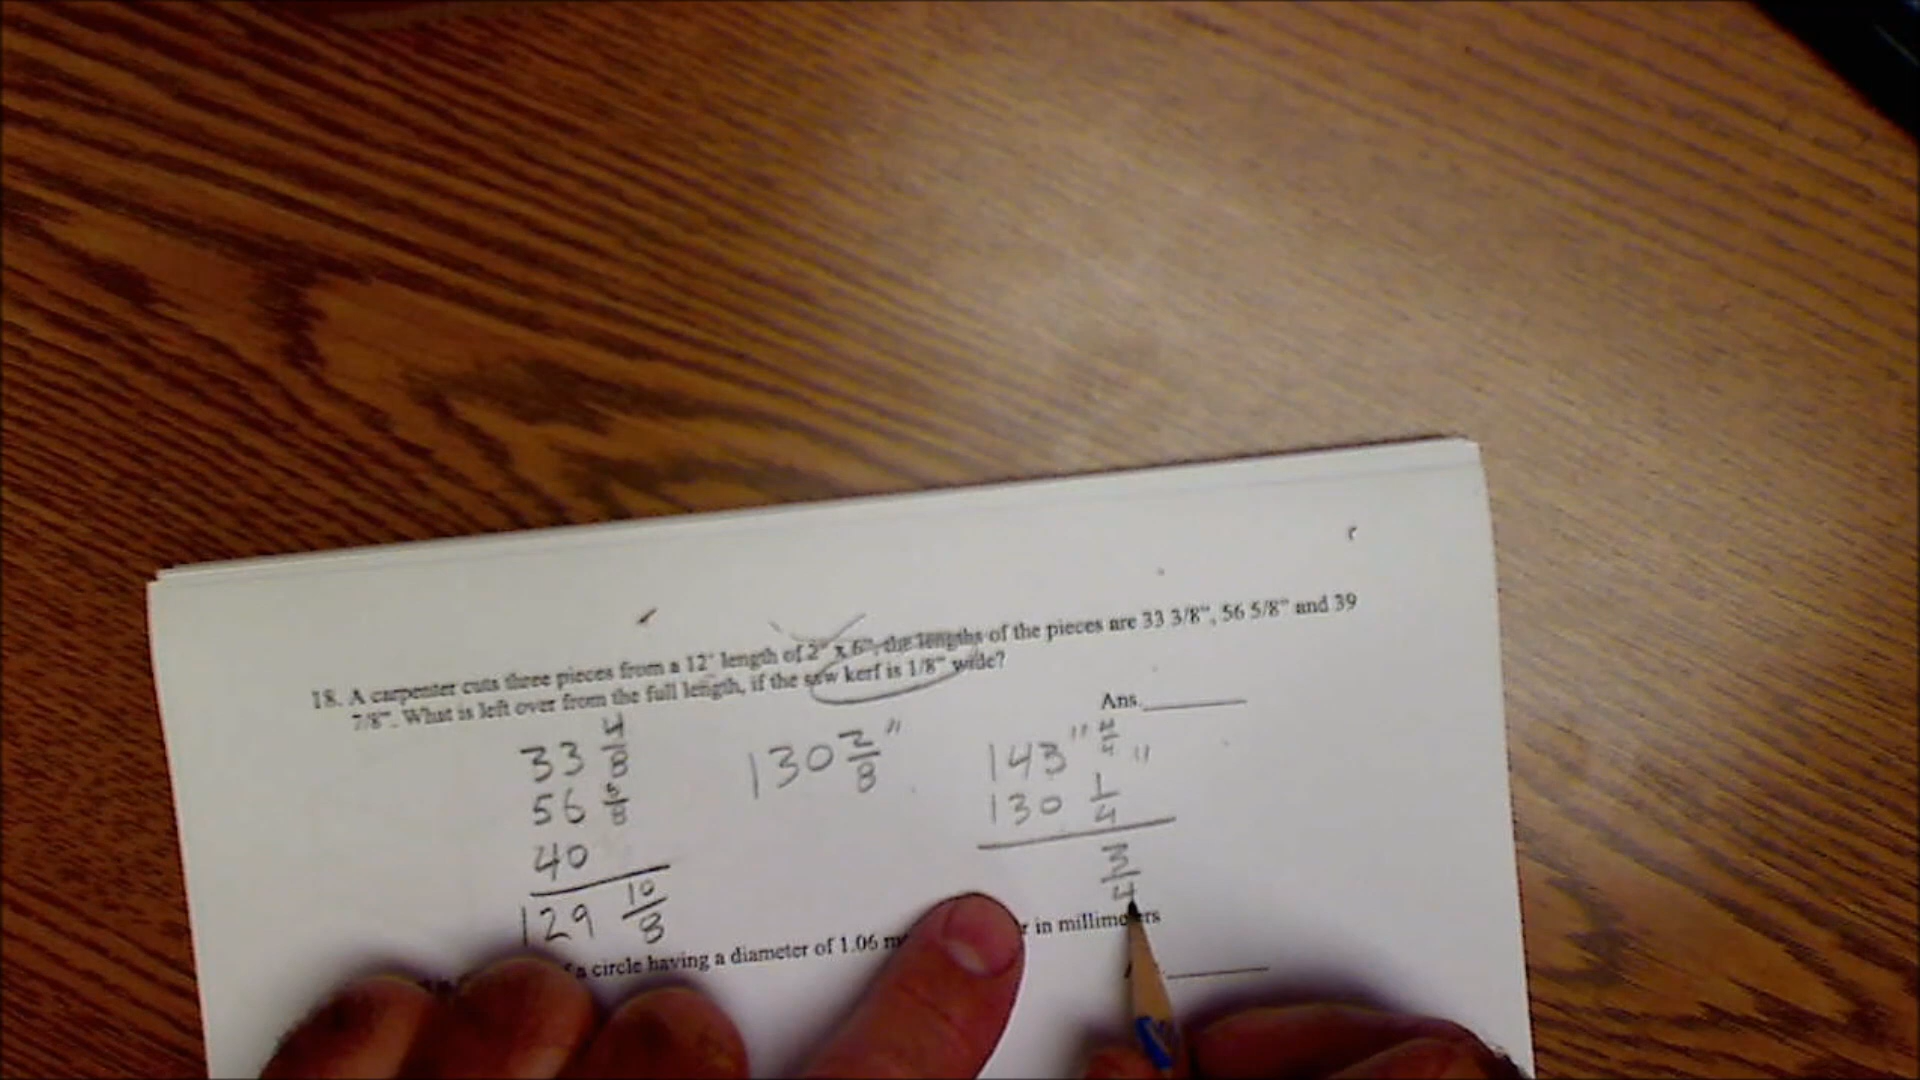 18. A carpenter cuts three pieces from a 12' length of 2" x 6", the lengths of the pieces are 33 3/8", 56 5/8" and 39
7/8". What is left over from the full length, if the saw kerf is 1/8" wide?
Ans.
33 4/8
56 5/8
40
129 10/8
130 2/8"
143" 4/4"
130 1/4
3/4
a circle having a diameter of 1.06 r in millimeters